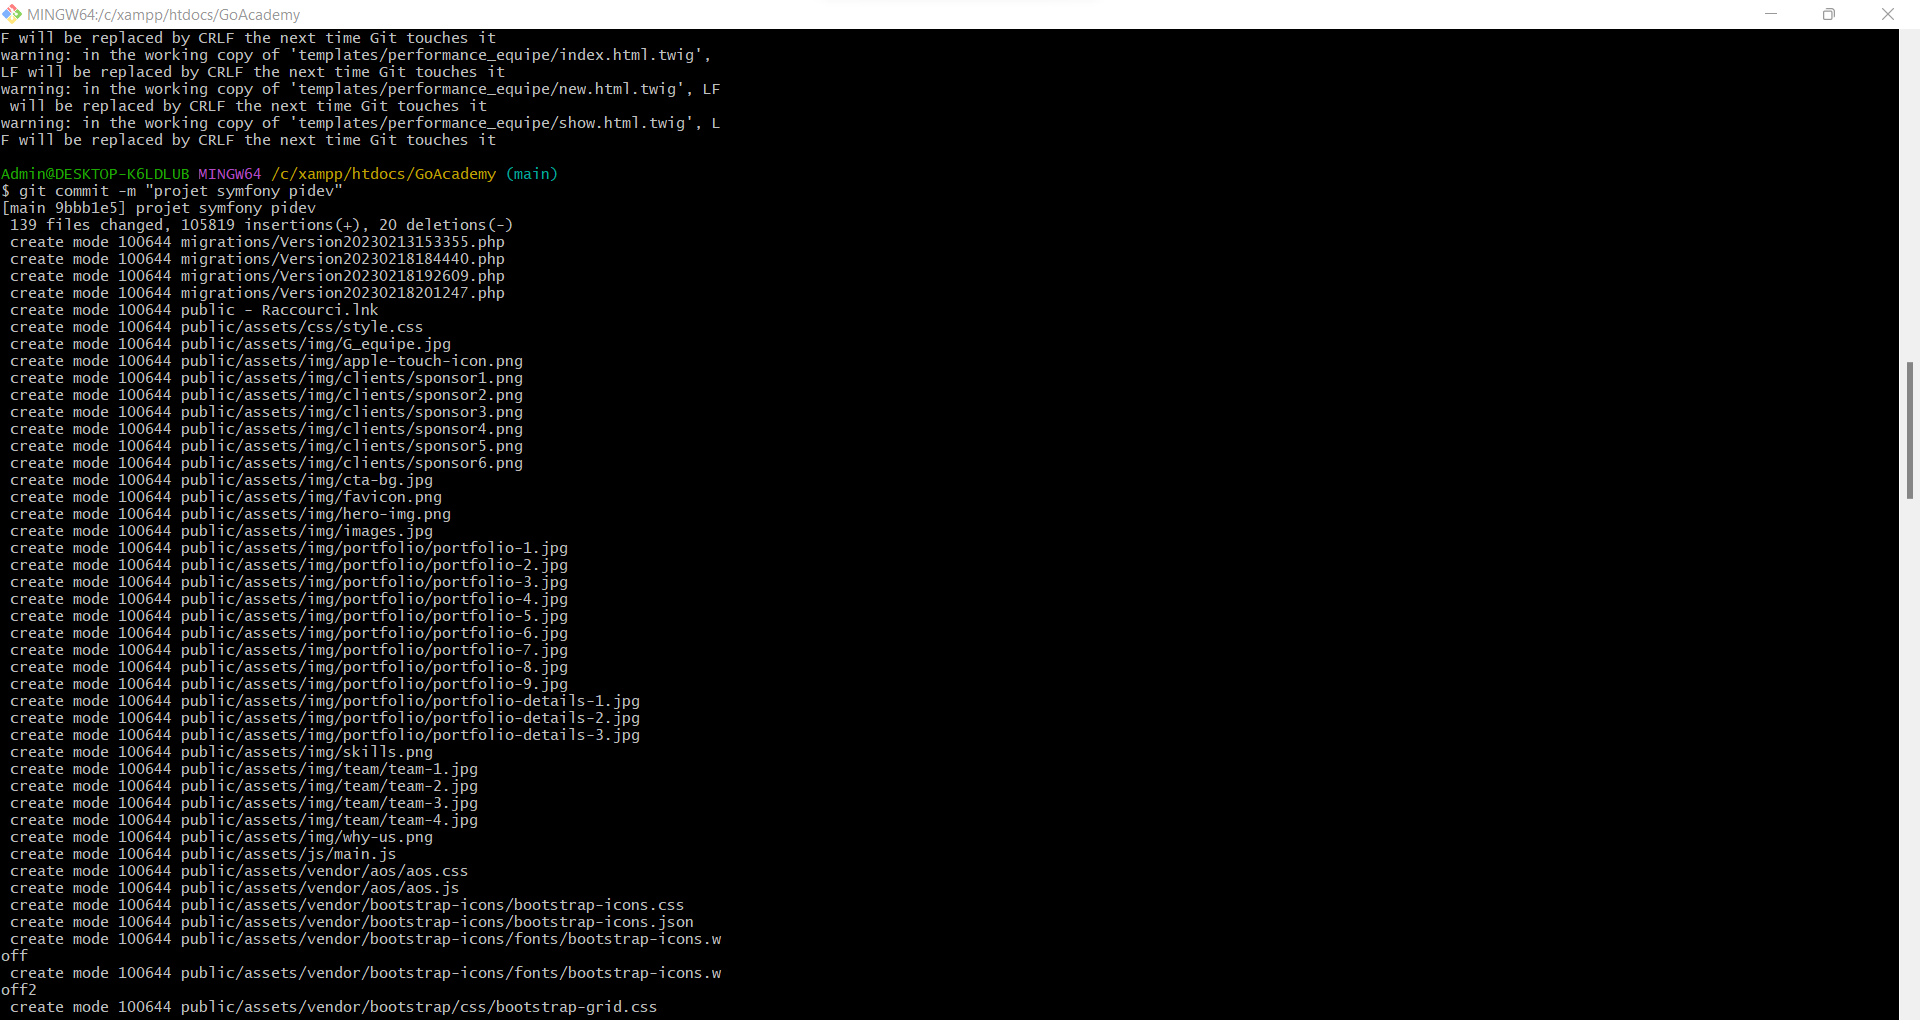 MINGW64:/c/xampp/htdocs/GoAcademy
F will be replaced by CRLF the next time Git touches it
warning: in the working copy of 'templates/performance_equipe/index.html.twig',
LF will be replaced by CRLF the next time Git touches it
warning: in the working copy of 'templates/performance_equipe/new.html.twig', LF
 will be replaced by CRLF the next time Git touches it
warning: in the working copy of 'templates/performance_equipe/show.html.twig', L
F will be replaced by CRLF the next time Git touches it
Admin@DESKTOP-K6LDLUB MINGW64 /c/xampp/htdocs/GoAcademy (main)
$ git commit -m "projet symfony pidev"
[main 9bbb1e5] projet symfony pidev
 139 files changed, 105819 insertions(+), 20 deletions(-)
 create mode 100644 migrations/Version20230213153355.php
 create mode 100644 migrations/Version20230218184440.php
 create mode 100644 migrations/Version20230218192609.php
 create mode 100644 migrations/Version20230218201247.php
 create mode 100644 public - Raccourci.lnk
 create mode 100644 public/assets/css/style.css
 create mode 100644 public/assets/img/G_equipe.jpg
 create mode 100644 public/assets/img/apple-touch-icon.png
 create mode 100644 public/assets/img/clients/sponsor1.png
 create mode 100644 public/assets/img/clients/sponsor2.png
 create mode 100644 public/assets/img/clients/sponsor3.png
 create mode 100644 public/assets/img/clients/sponsor4.png
 create mode 100644 public/assets/img/clients/sponsor5.png
 create mode 100644 public/assets/img/clients/sponsor6.png
 create mode 100644 public/assets/img/cta-bg.jpg
 create mode 100644 public/assets/img/favicon.png
 create mode 100644 public/assets/img/hero-img.png
 create mode 100644 public/assets/img/images.jpg
 create mode 100644 public/assets/img/portfolio/portfolio-1.jpg
 create mode 100644 public/assets/img/portfolio/portfolio-2.jpg
 create mode 100644 public/assets/img/portfolio/portfolio-3.jpg
 create mode 100644 public/assets/img/portfolio/portfolio-4.jpg
 create mode 100644 public/assets/img/portfolio/portfolio-5.jpg
 create mode 100644 public/assets/img/portfolio/portfolio-6.jpg
 create mode 100644 public/assets/img/portfolio/portfolio-7.jpg
 create mode 100644 public/assets/img/portfolio/portfolio-8.jpg
 create mode 100644 public/assets/img/portfolio/portfolio-9.jpg
 create mode 100644 public/assets/img/portfolio/portfolio-details-1.jpg
 create mode 100644 public/assets/img/portfolio/portfolio-details-2.jpg
 create mode 100644 public/assets/img/portfolio/portfolio-details-3.jpg
 create mode 100644 public/assets/img/skills.png
 create mode 100644 public/assets/img/team/team-1.jpg
 create mode 100644 public/assets/img/team/team-2.jpg
 create mode 100644 public/assets/img/team/team-3.jpg
 create mode 100644 public/assets/img/team/team-4.jpg
 create mode 100644 public/assets/img/why-us.png
 create mode 100644 public/assets/js/main.js
 create mode 100644 public/assets/vendor/aos/aos.css
 create mode 100644 public/assets/vendor/aos/aos.js
 create mode 100644 public/assets/vendor/bootstrap-icons/bootstrap-icons.css
 create mode 100644 public/assets/vendor/bootstrap-icons/bootstrap-icons.json
 create mode 100644 public/assets/vendor/bootstrap-icons/fonts/bootstrap-icons.w
off
 create mode 100644 public/assets/vendor/bootstrap-icons/fonts/bootstrap-icons.w
off2
 create mode 100644 public/assets/vendor/bootstrap/css/bootstrap-grid.css